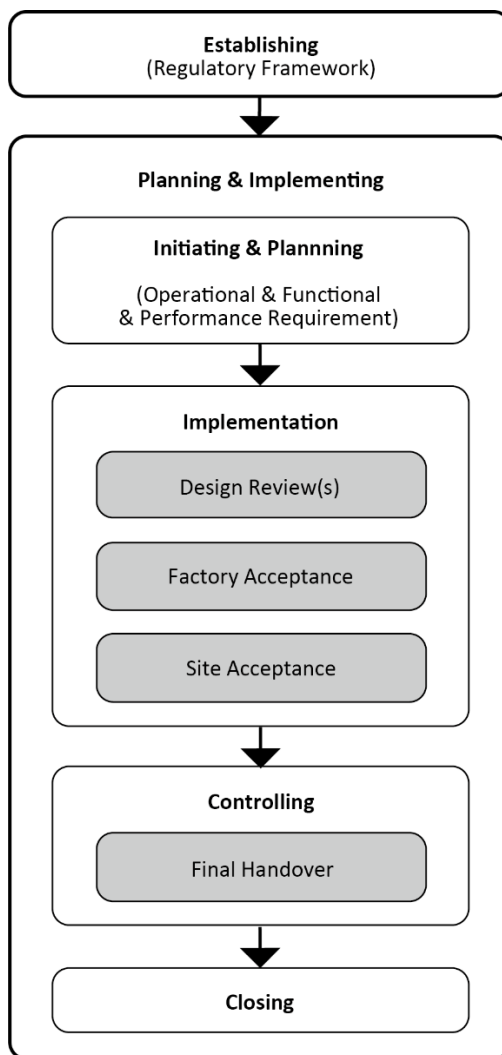 Establishing
(Regulatory Framework)
Planning & Implementing
Initiating & Plannning
(Operational & Functional
& Performance Requirement)
Implementation
Design Review(s)
Factory Acceptance
Site Acceptance
Controlling
Final Handover
Closing